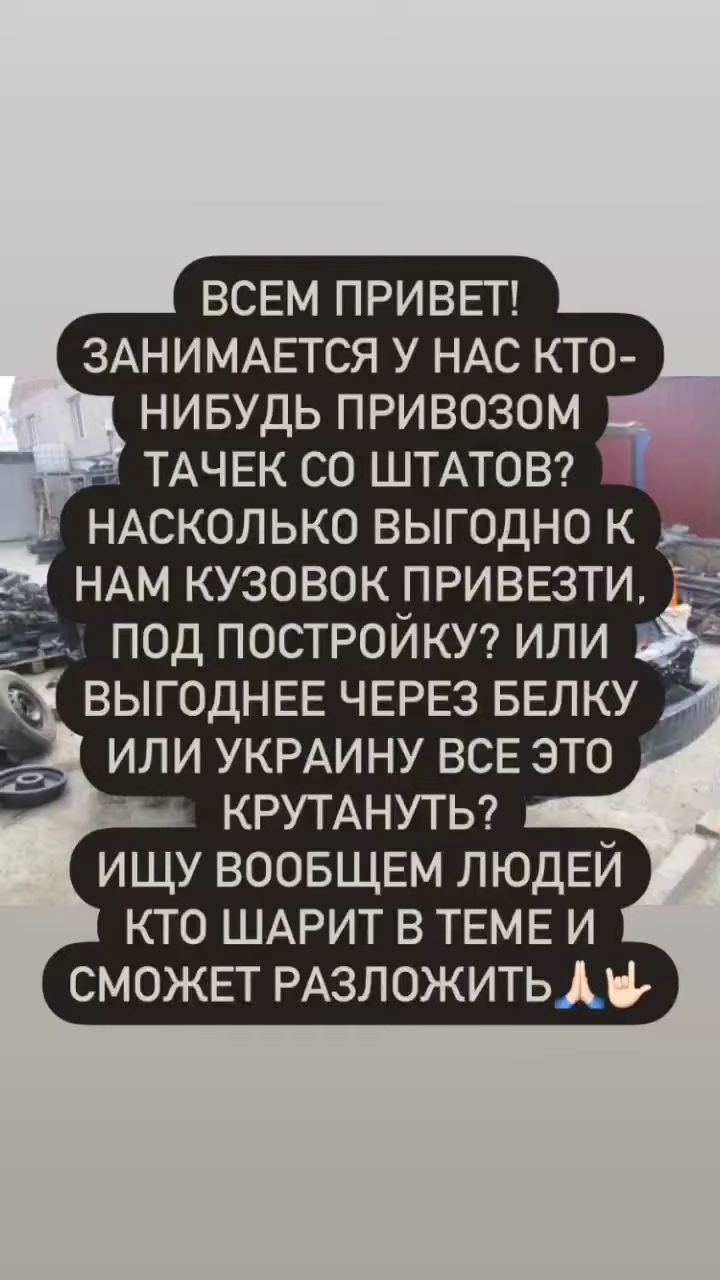 ВСЕМ ПРИВЕТ!
ЗАНИМАЕТСЯ У НАС КТО-
НИБУДЬ ПРИВОЗОМ
ТАЧЕК СО ШТАТОВ?
НАСКОЛЬКО ВЫГОДНО К
НАМ КУЗОВОК ПРИВЕЗТИ,
ПОД ПОСТРОЙКУ? ИЛИ
ВЫГОДНЕЕ ЧЕРЕЗ БЕЛКУ
ИЛИ УКРАИНУ ВСЕ ЭТО
КРУТАНУТЬ?
ИЩУ ВООБЩЕМ ЛЮДЕЙ
КТО ШАРИТ В ТЕМЕ И
СМОЖЕТ РАЗЛОЖИТЬ🙏🏻🤟🏻